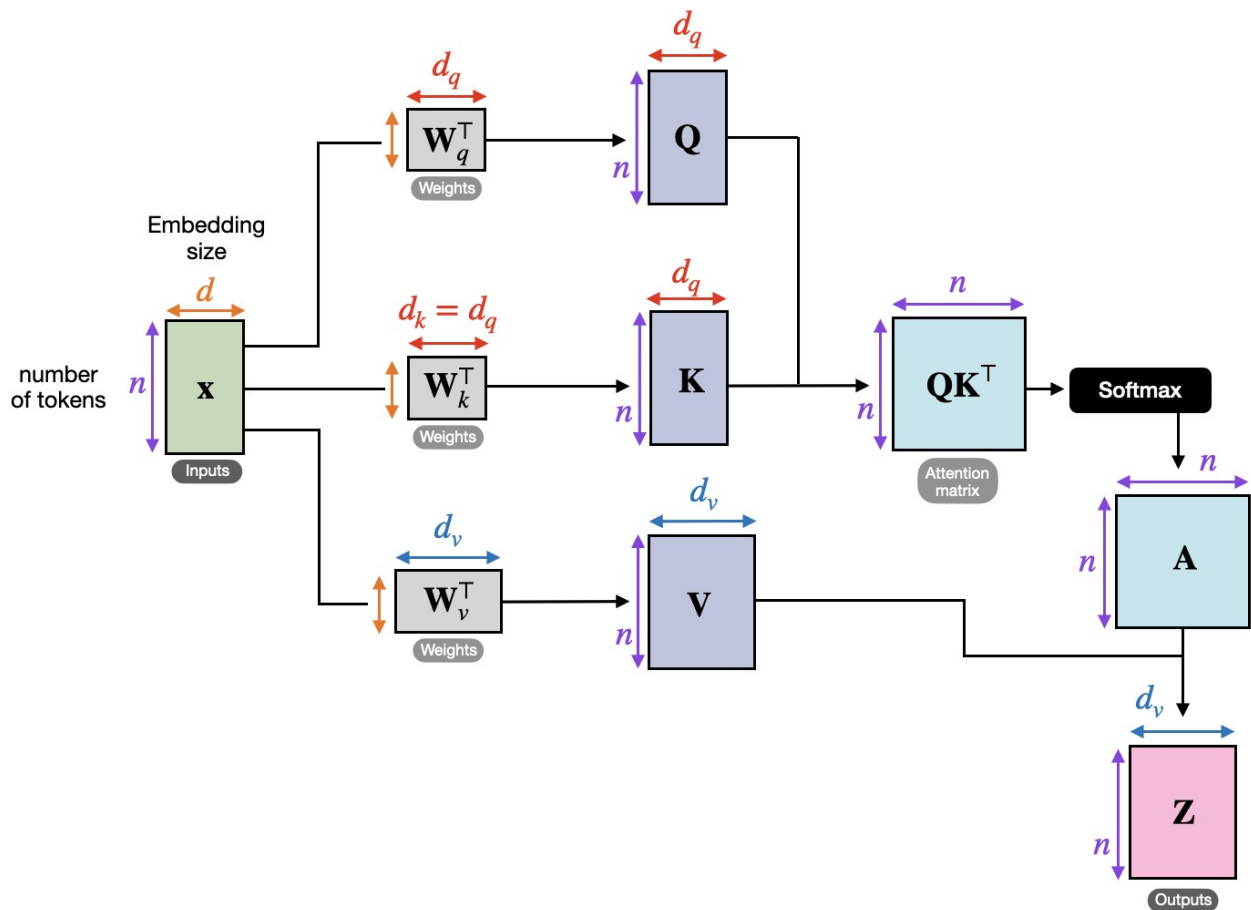 d_q
d_q
W_q^⊤
Q
n
Weights
Embedding
size
d
d_k = d_q
d_q
n
number
of tokens
n
x
W_k^⊤
K
n
n
QK^⊤
Softmax
Inputs
Weights
Attention
matrix
n
d_v
d_v
W_v^⊤
V
n
n
A
Weights
d_v
Z
n
Outputs